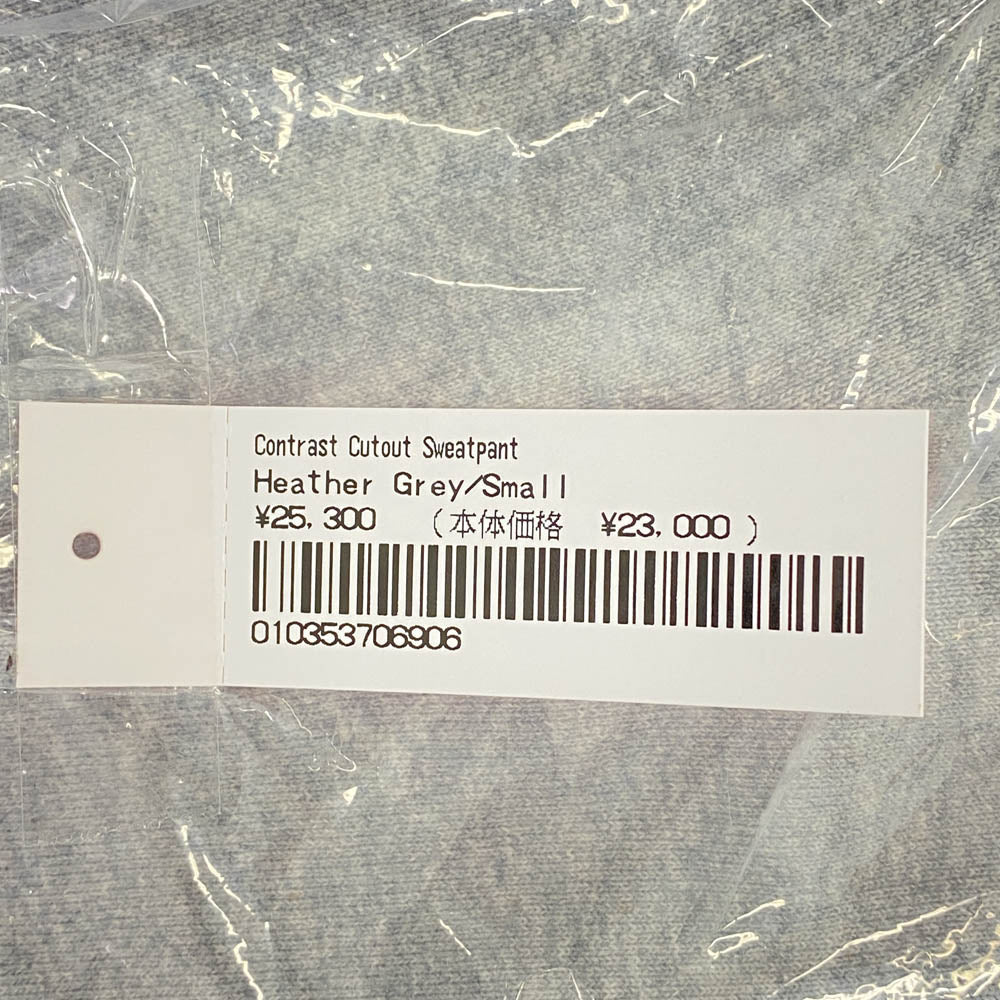 Contrast Cutout Sweatpant
Heather Grey/Small
¥25,300 (本体価格 ¥23,000 )
010353706906